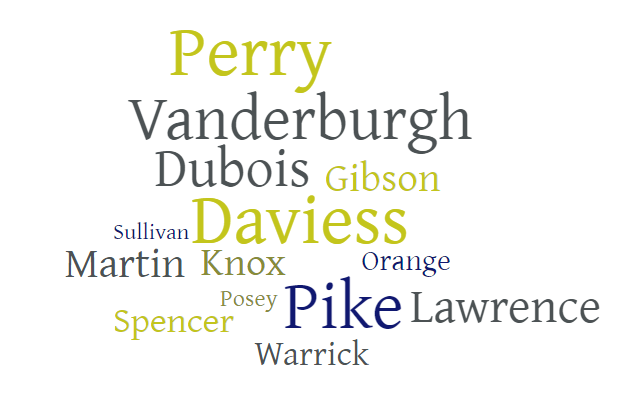 Perry
Vanderburgh
Dubois Gibson
Daviess
Sullivan
Martin Knox Orange
Posey Pike Lawrence
Spencer
Warrick